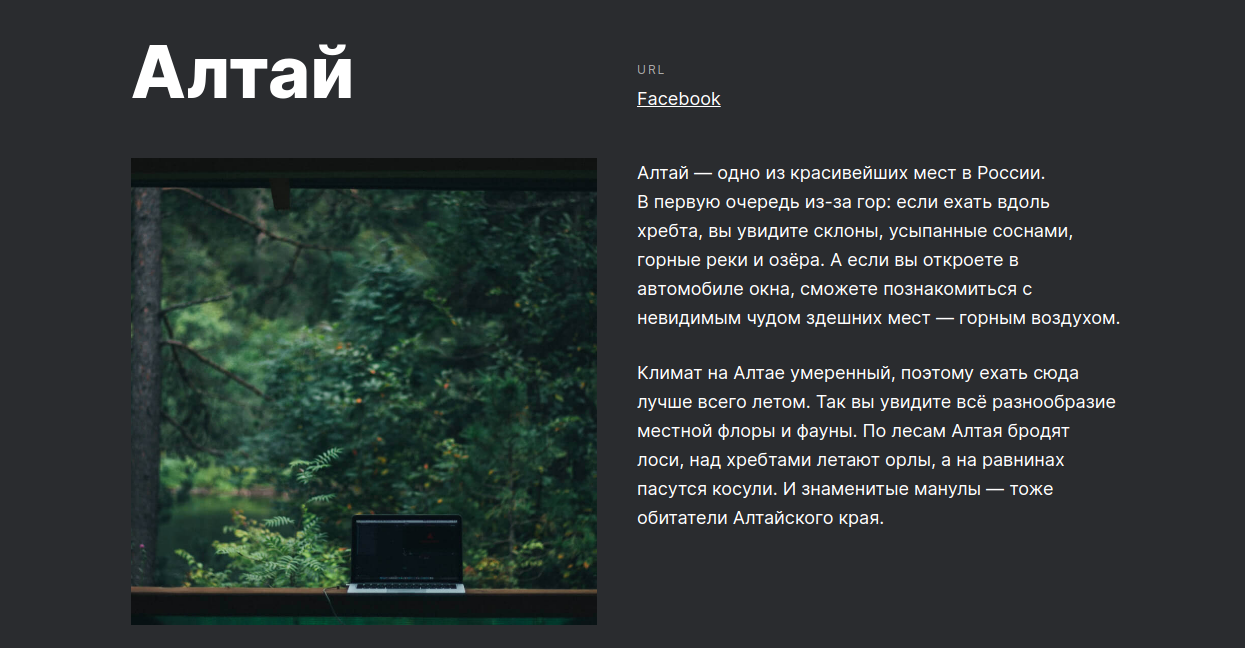 Алтай
URL
Facebook
Алтай — одно из красивейших мест в России.
В первую очередь из-за гор: если ехать вдоль
хребта, вы увидите склоны, усыпанные соснами,
горные реки и озёра. А если вы откроете в
автомобиле окна, сможете познакомиться с
невидимым чудом здешних мест — горным воздухом.
Климат на Алтае умеренный, поэтому ехать сюда
лучше всего летом. Так вы увидите всё разнообразие
местной флоры и фауны. По лесам Алтая бродят
лоси, над хребтами летают орлы, а на равнинах
пасутся косули. И знаменитые манулы — тоже
обитатели Алтайского края.